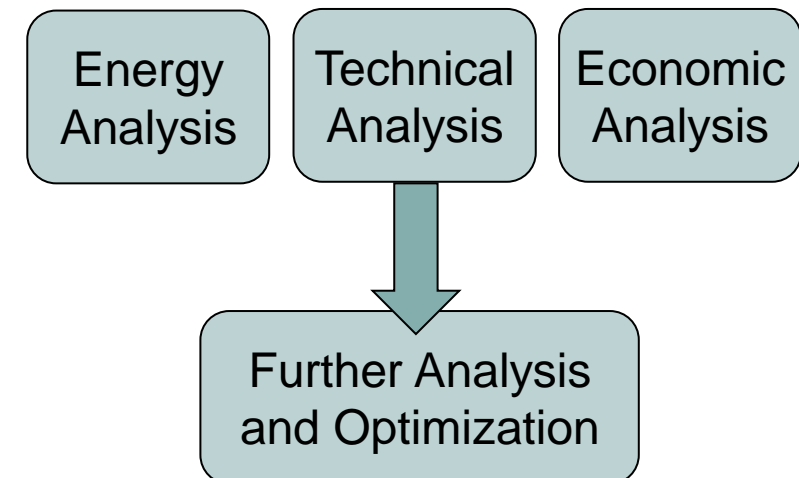 Energy
Analysis
Technical
Analysis
Economic
Analysis
Further Analysis
and Optimization